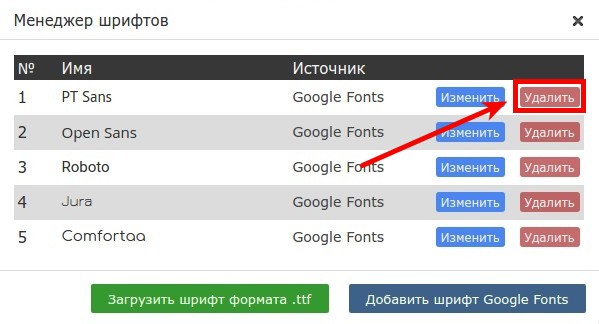 Менеджер шрифтов
№ Имя Источник
1 PT Sans Google Fonts Изменить Удалить
2 Open Sans Google Fonts Изменить Удалить
3 Roboto Google Fonts Изменить Удалить
4 Jura Google Fonts Изменить Удалить
5 Comfortaa Google Fonts Изменить Удалить
Загрузить шрифт формата .ttf Добавить шрифт Google Fonts